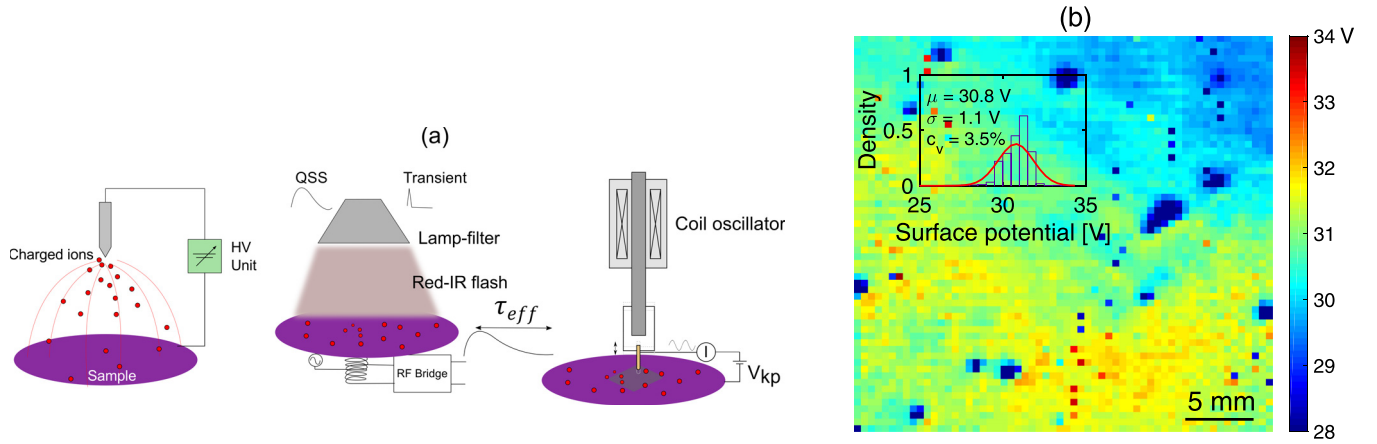 (a)
Charged ions
HV
Unit
Sample
QSS
Transient
Lamp-filter
Red-IR flash
τeff
RF Bridge
Coil oscillator
I
Vkp
(b)
Density
1
0.5
0
μ = 30.8 V
σ = 1.1 V
cv = 3.5%
25
30
35
Surface potential [V]
5 mm
34 V
33
32
31
30
29
28